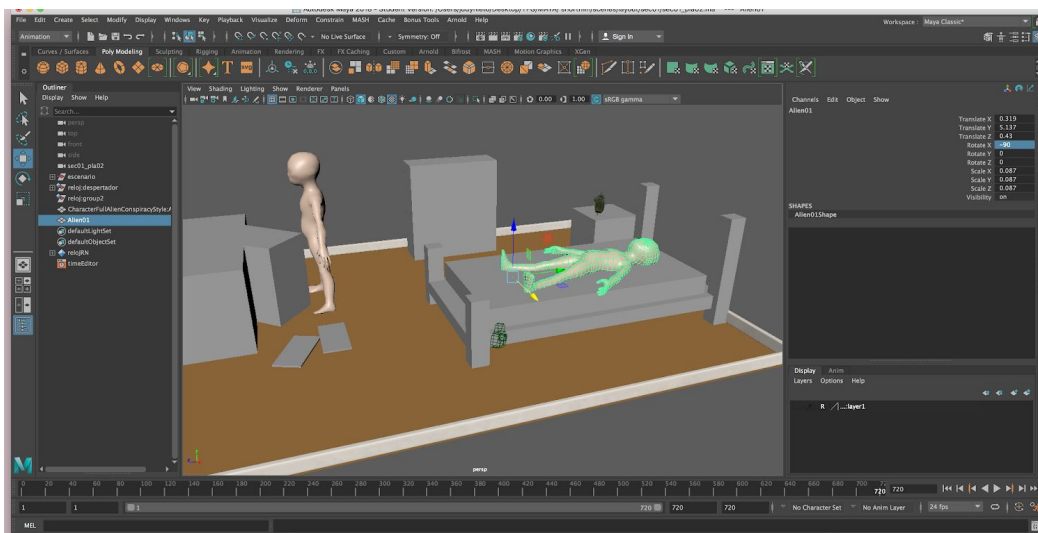 Autodesk Maya 2018 - Student Version:
File Edit Create Select Modify Display Windows Key Playback Visualize Deform Constrain MASH Cache Bonus Tools Arnold Help
Workspace : Maya Classic*
Animation No Live Surface Symmetry: Off Sign In
Curves / Surfaces Poly Modeling Sculpting Rigging Animation Rendering FX FX Caching Custom Arnold Bifrost MASH Motion Graphics XGen
Outliner
Display Show Help
Search...
persp
top
front
side
sec01_pla02
escenario
reloj:despertador
reloj:group2
CharacterFullAlienConspiracyStyle:A
Alien01
defaultLightSet
defaultObjectSet
relojRN
timeEditor
View Shading Lighting Show Renderer Panels
0.00 1.00 sRGB gamma
persp
Channels Edit Object Show
Alien01
Translate X 0.319
Translate Y 5.137
Translate Z 0.43
Rotate X -90
Rotate Y 0
Rotate Z 0
Scale X 0.087
Scale Y 0.087
Scale Z 0.087
Visibility on
SHAPES
Alien01Shape
Display Anim
Layers Options Help
R ...:layer1
0 20 40 60 80 100 120 140 160 180 200 220 240 260 280 300 320 340 360 380 400 420 440 460 480 500 520 540 560 580 600 620 640 660 680 700 720 720
1 1 1 720 720 720 No Character Set No Anim Layer 24 fps
MEL